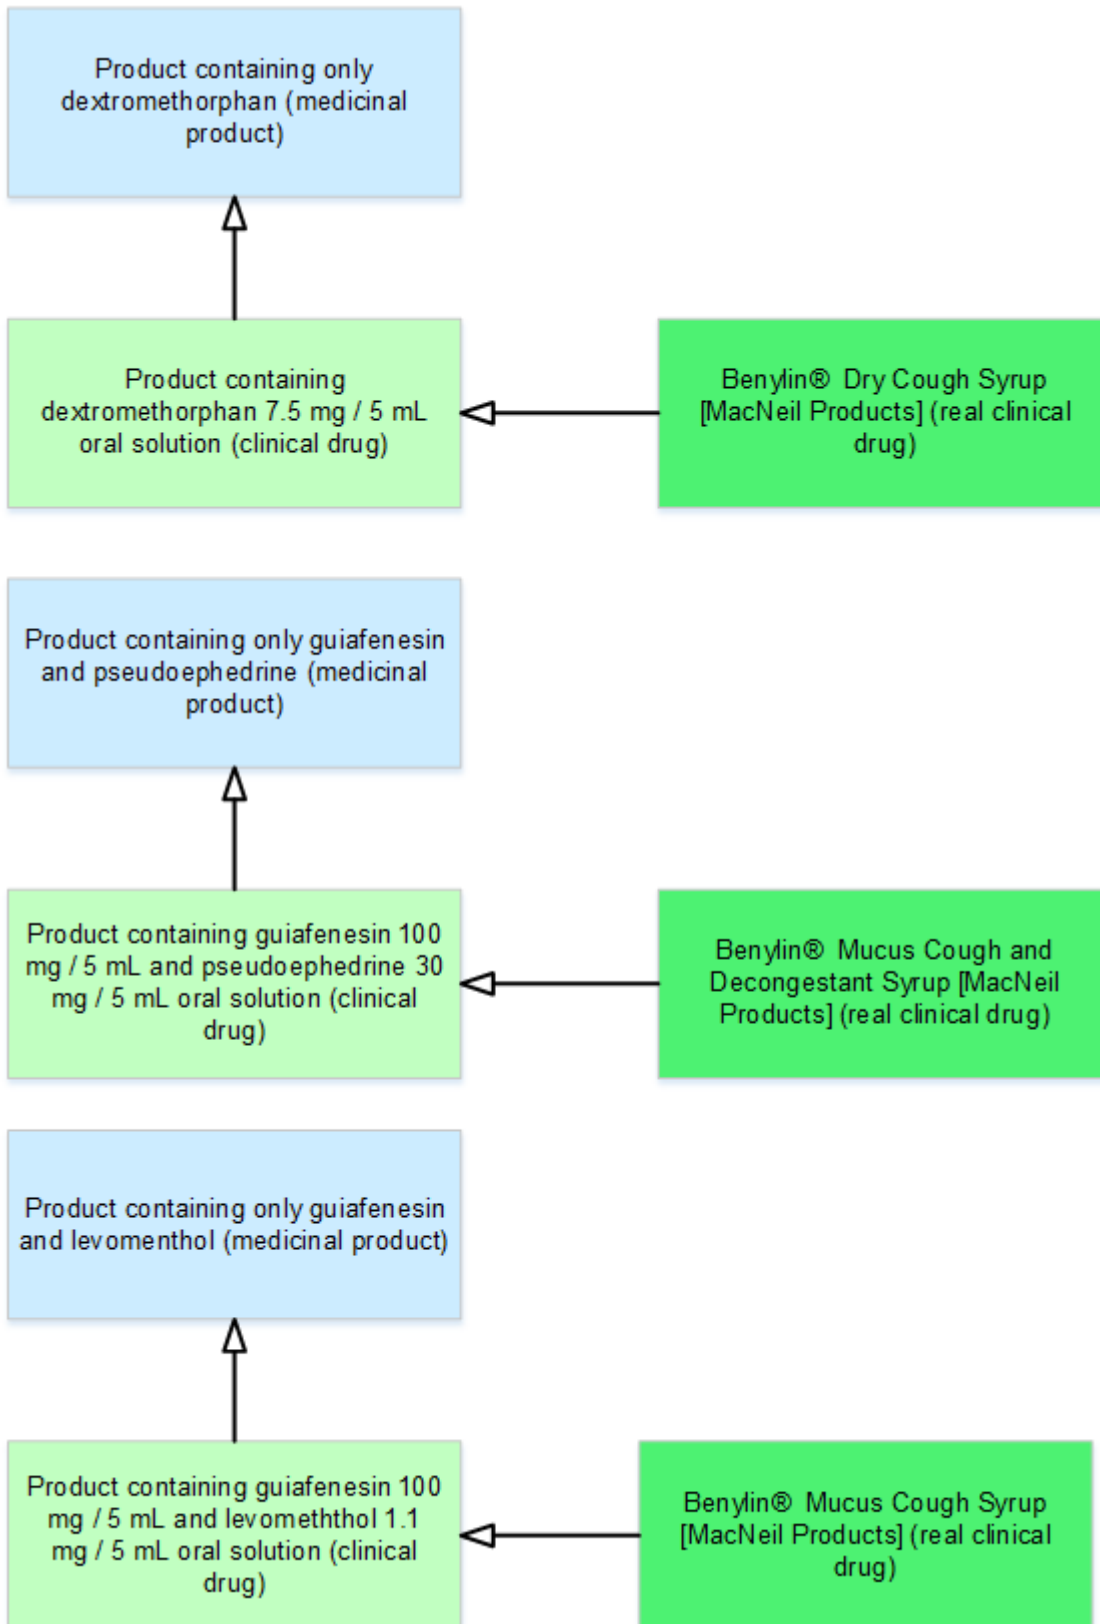 Product containing only
dextromethorphan (medicinal
product)
Product containing
dextromethorphan 7.5 mg / 5 mL
oral solution (clinical drug)
Benylin® Dry Cough Syrup
[MacNeil Products] (real clinical
drug)
Product containing only guiafenesin
and pseudoephedrine (medicinal
product)
Product containing guiafenesin 100
mg / 5 mL and pseudoephedrine 30
mg / 5 mL oral solution (clinical
drug)
Benylin® Mucus Cough and
Decongestant Syrup [MacNeil
Products] (real clinical drug)
Product containing only guiafenesin
and levomenthol (medicinal product)
Product containing guiafenesin 100
mg / 5 mL and levomeththol 1.1
mg / 5 mL oral solution (clinical
drug)
Benylin® Mucus Cough Syrup
[MacNeil Products] (real clinical
drug)